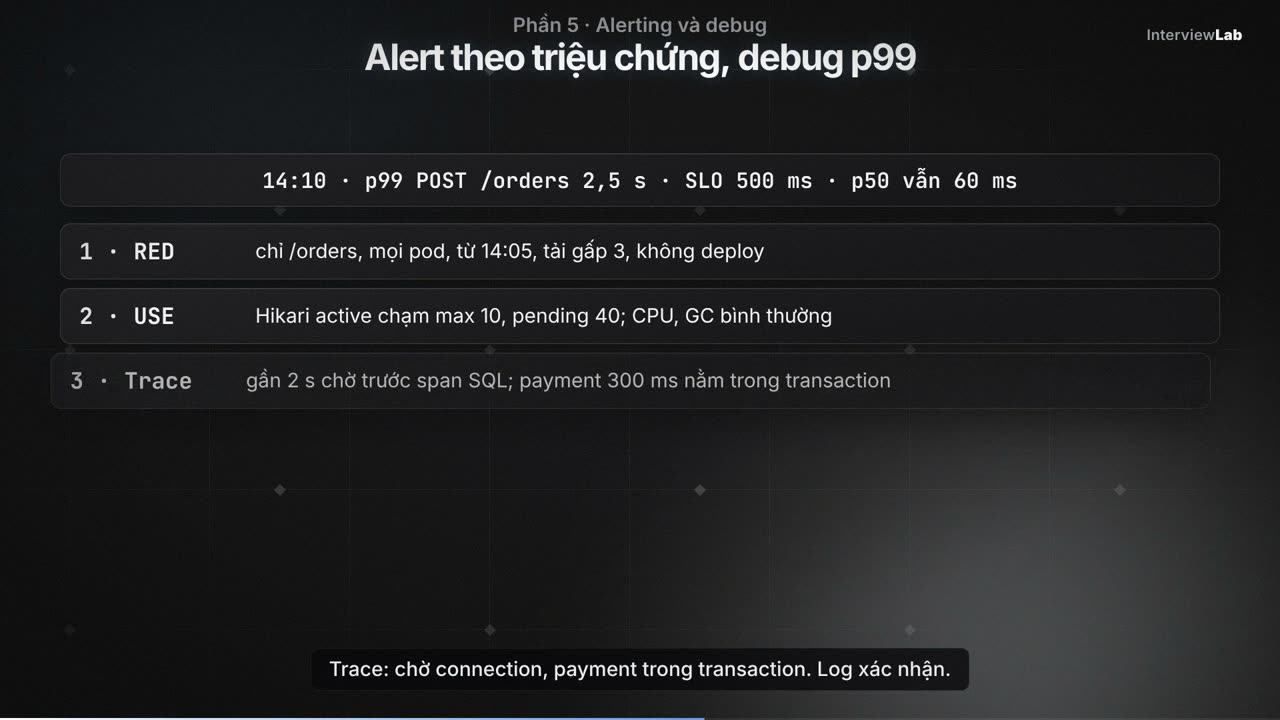 Phần 5 · Alerting và debug
InterviewLab
Alert theo triệu chứng, debug p99
14:10 · p99 POST /orders 2,5 s · SLO 500 ms · p50 vẫn 60 ms
1 · RED chỉ /orders, mọi pod, từ 14:05, tải gấp 3, không deploy
2 · USE Hikari active chạm max 10, pending 40; CPU, GC bình thường
3 · Trace gần 2 s chờ trước span SQL; payment 300 ms nằm trong transaction
Trace: chờ connection, payment trong transaction. Log xác nhận.